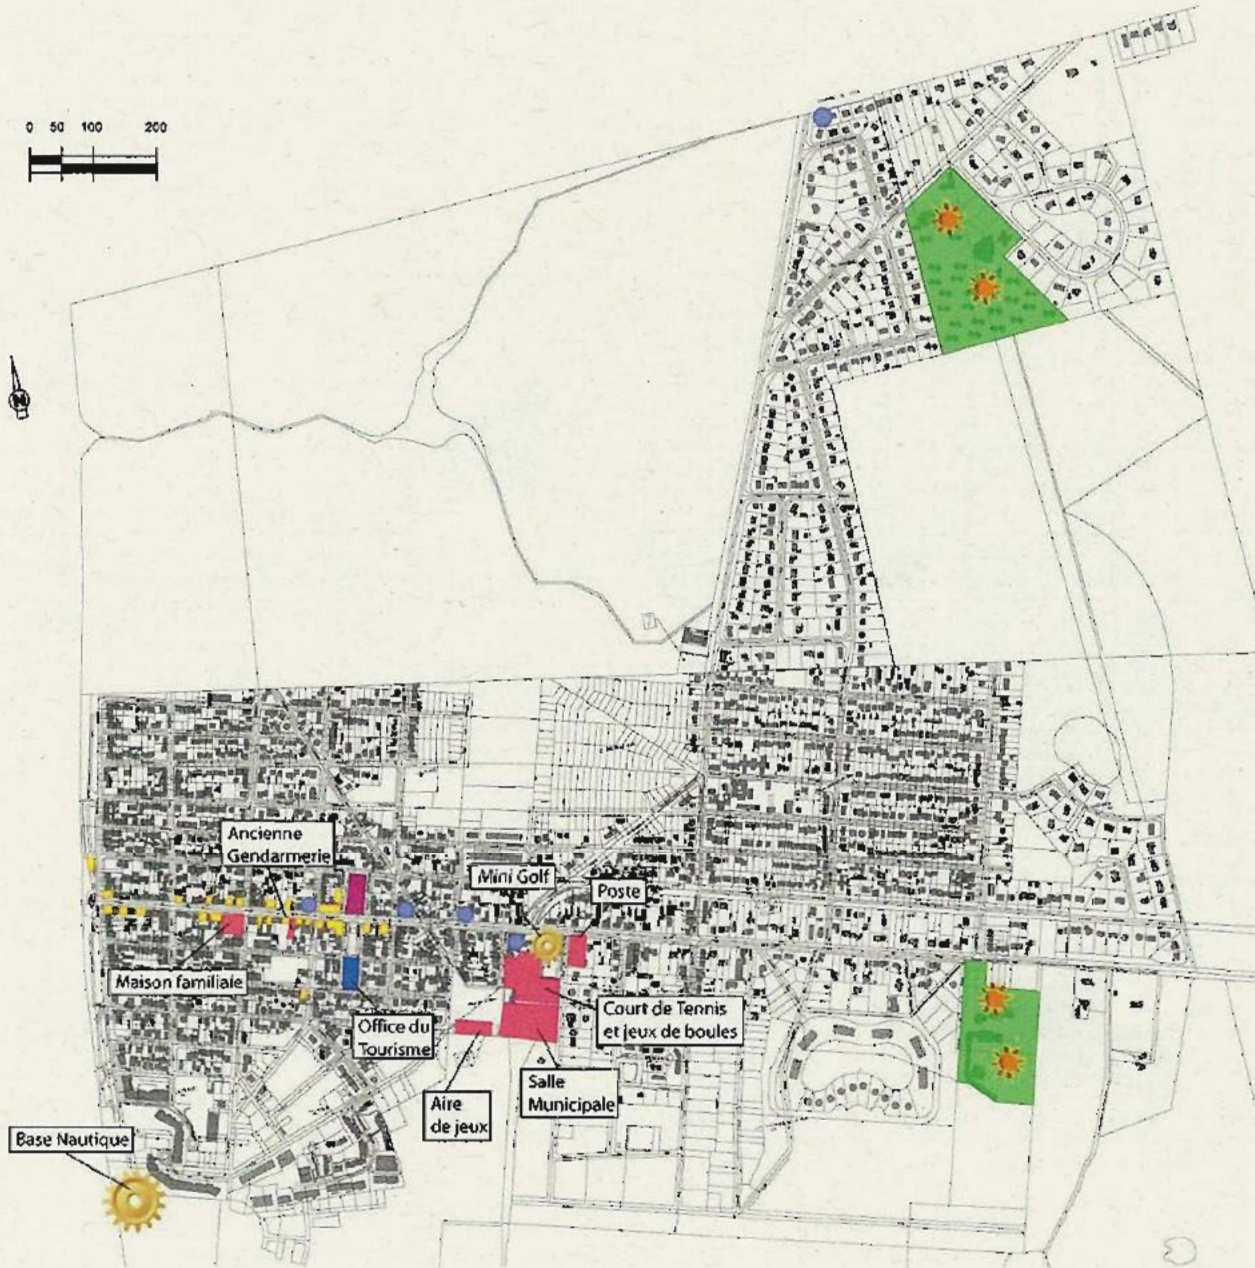 0 50 100 200
N
Ancienne
Gendarmerie
Mini Golf
Poste
Maison familiale
Office du
Tourisme
Court de Tennis
et jeux de boules
Aire
de jeux
Salle
Municipale
Base Nautique